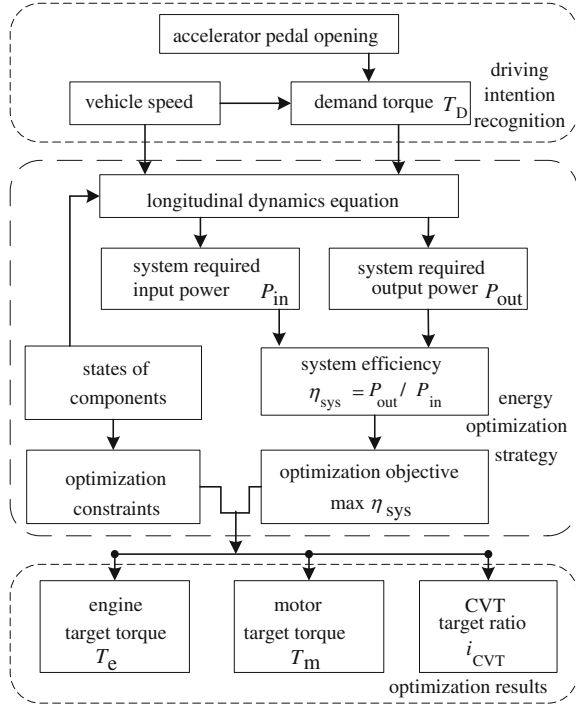 accelerator pedal opening
vehicle speed
demand torque T_D
driving
intention
recognition
longitudinal dynamics equation
system required
input power P_in
system required
output power P_out
states of
components
system efficiency
η_sys = P_out / P_in
energy
optimization
strategy
optimization
constraints
optimization objective
max η_sys
engine
target torque
T_e
motor
target torque
T_m
CVT
target ratio
i_CVT
optimization results